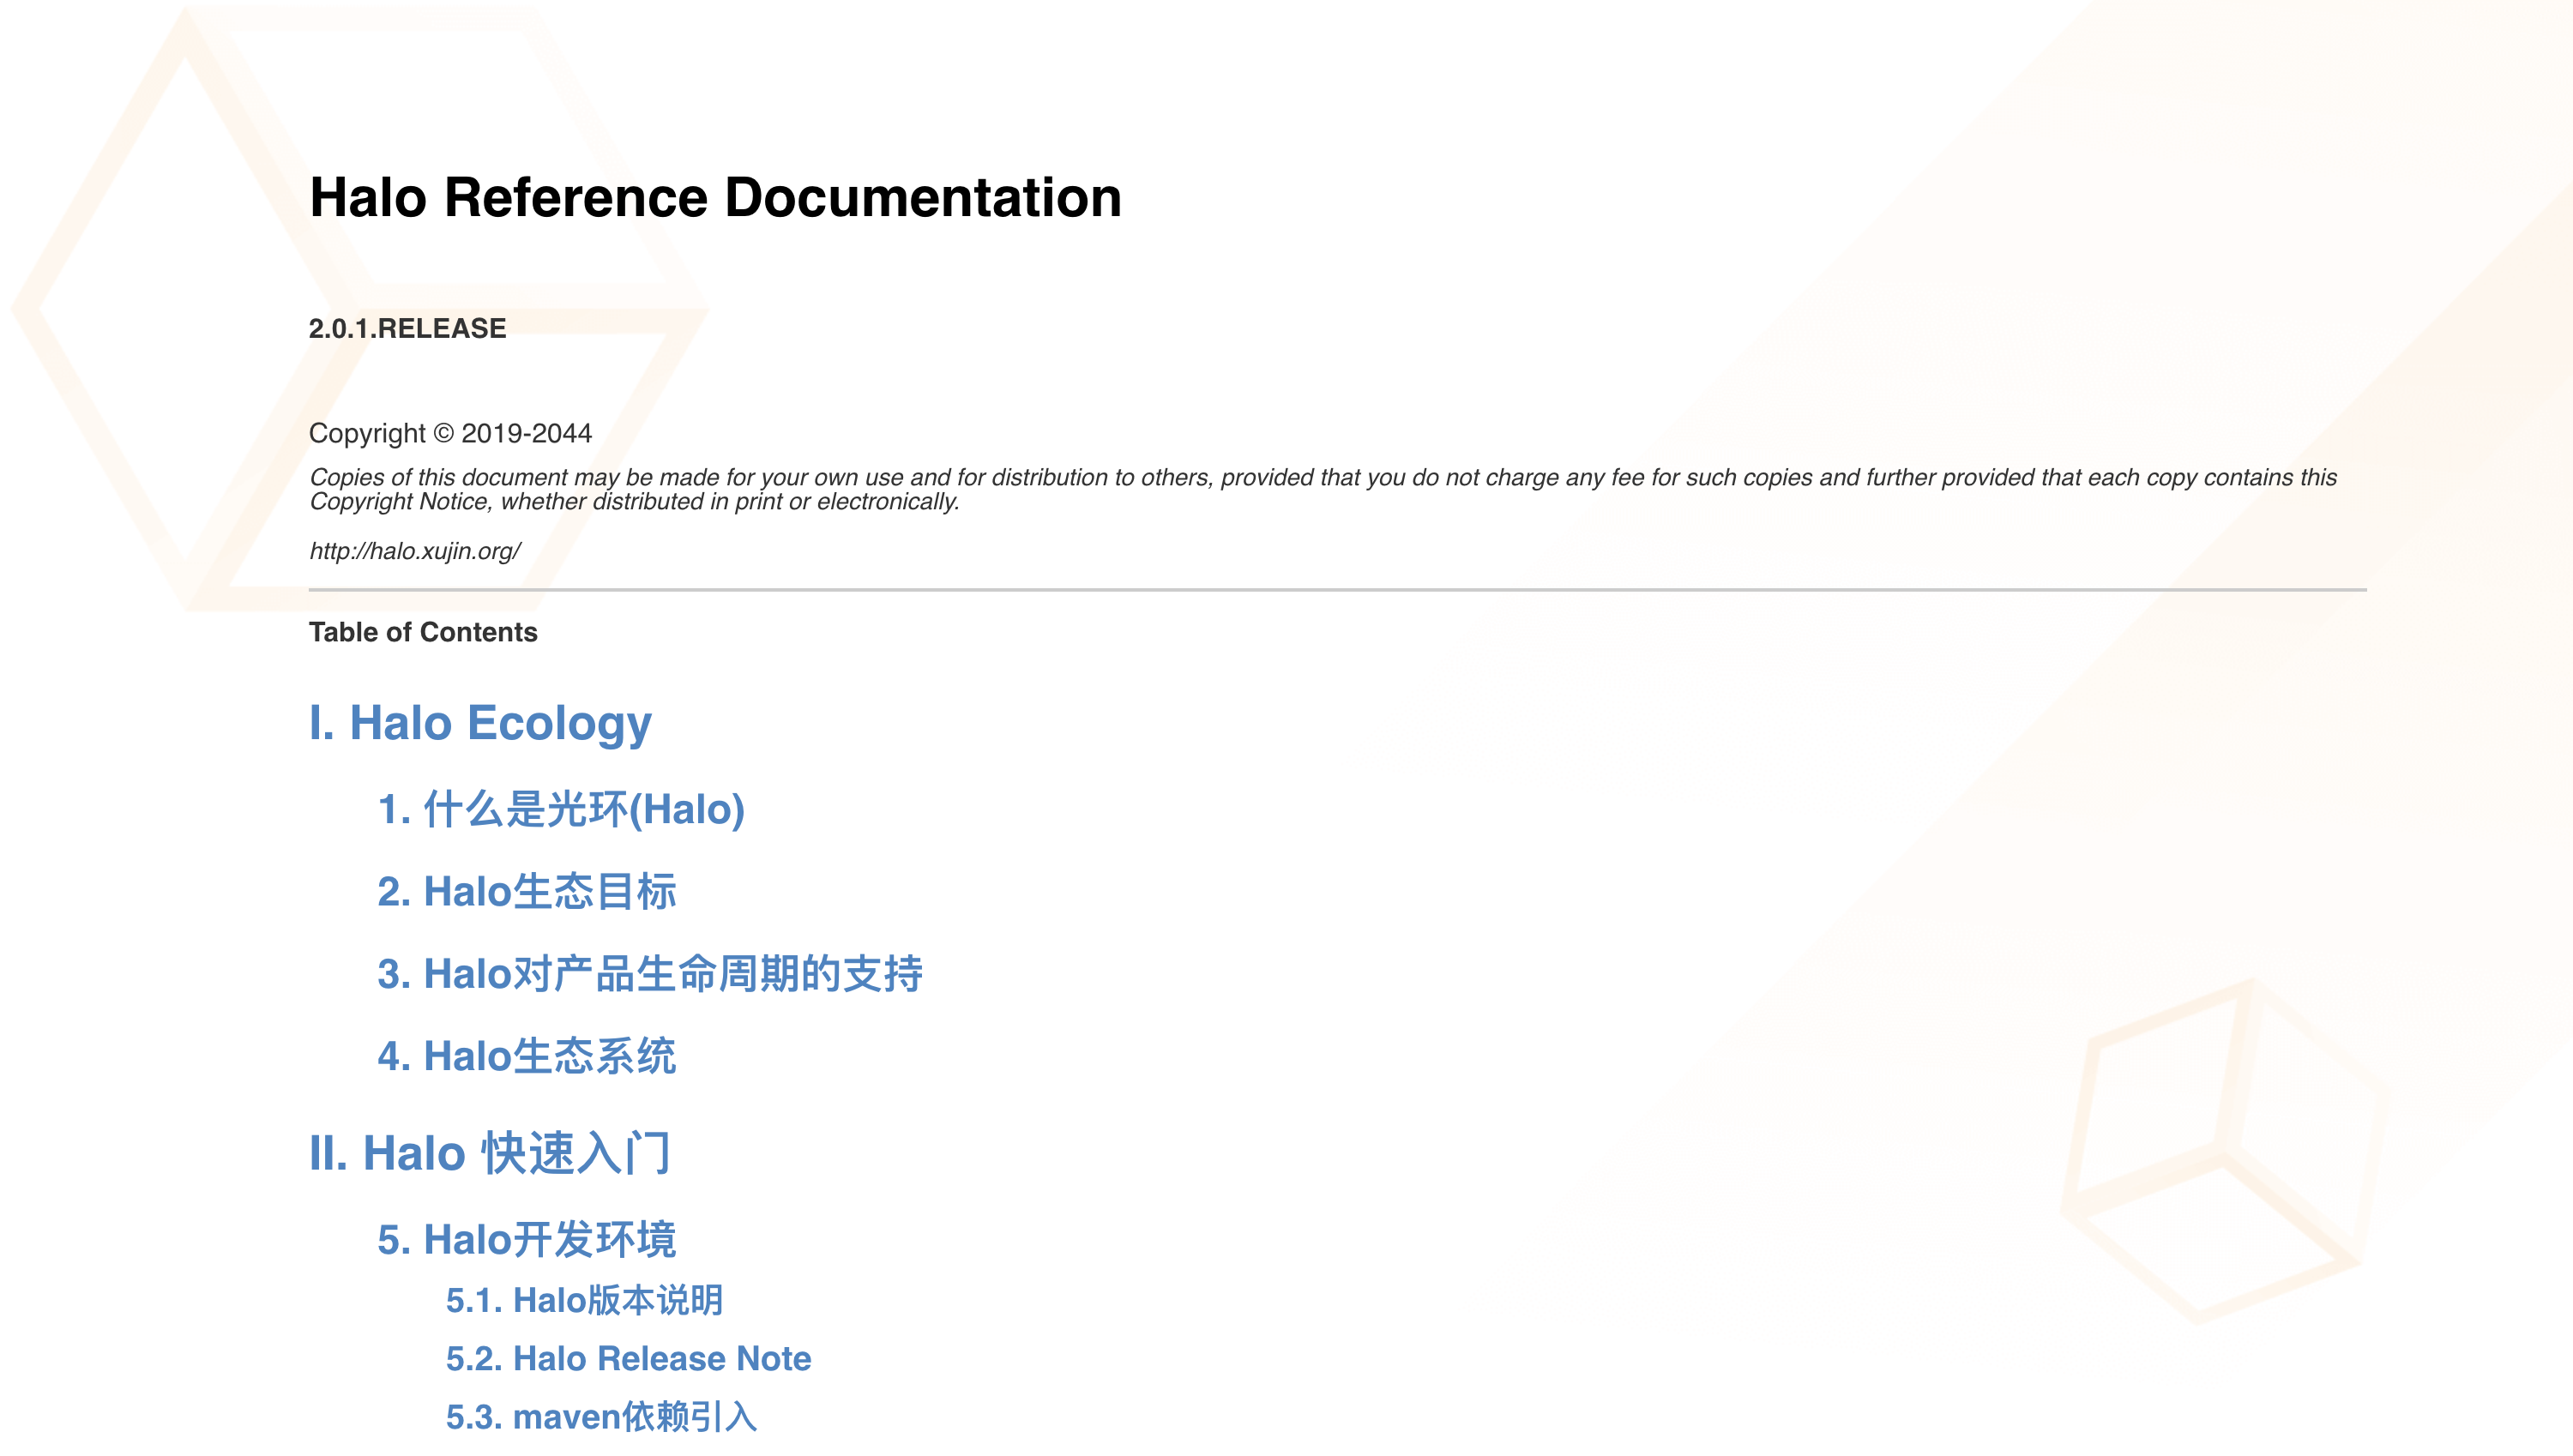 Halo Reference Documentation
2.0.1.RELEASE
Copyright © 2019-2044
Copies of this document may be made for your own use and for distribution to others, provided that you do not charge any fee for such copies and further provided that each copy contains this
Copyright Notice, whether distributed in print or electronically.
http://halo.xujin.org/
Table of Contents
I. Halo Ecology
1. 什么是光环(Halo)
2. Halo生态目标
3. Halo对产品生命周期的支持
4. Halo生态系统
II. Halo 快速入门
5. Halo开发环境
5.1. Halo版本说明
5.2. Halo Release Note
5.3. maven依赖引入